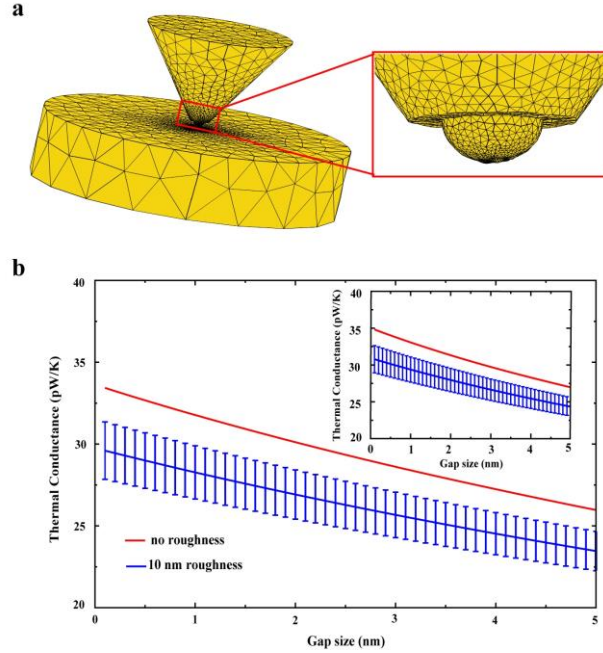 a
b
Thermal Conductance (pW/K)
40
35
30
25
20
0
1
2
3
4
5
Gap size (nm)
no roughness
10 nm roughness
Thermal Conductance (pW/K)
40
35
30
25
20
0
1
2
3
4
5
Gap size (nm)